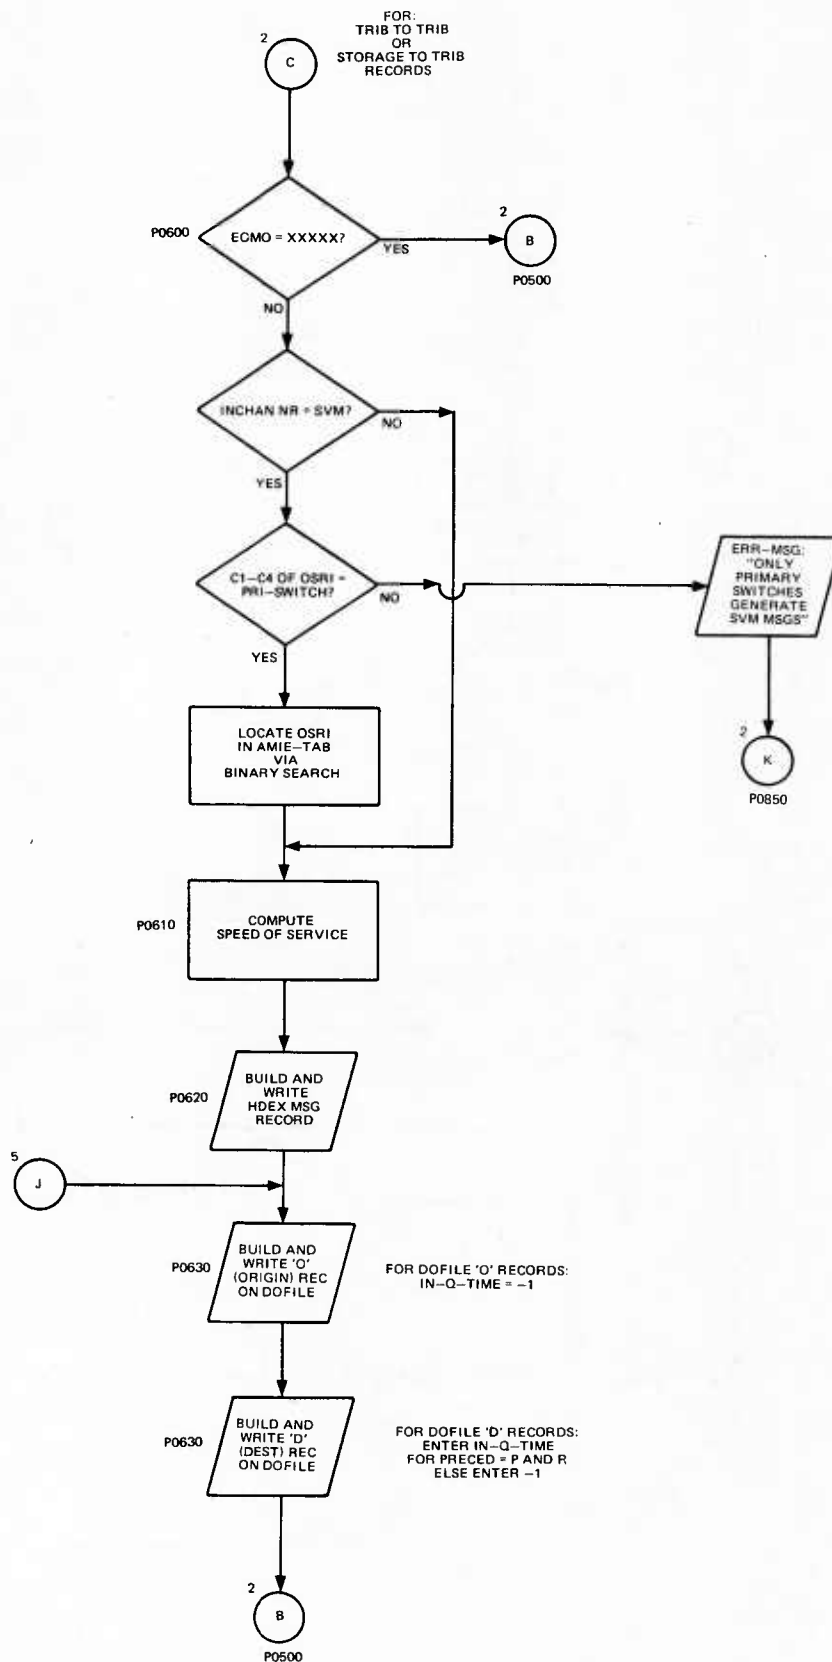 FOR:
TRIB TO TRIB
OR
STORAGE TO TRIB
RECORDS
2
C
P0600
EOMO = XXXXX?
YES
2
B
P0500
NO
INCHAN NR = SVM?
NO
YES
C1-C4 OF OSRI =
PRI-SWITCH?
NO
ERR-MSG:
"ONLY
PRIMARY
SWITCHES
GENERATE
SVM MSGS"
YES
2
K
P0850
LOCATE OSRI
IN AMIE-TAB
VIA
BINARY SEARCH
P0610
COMPUTE
SPEED OF SERVICE
P0620
BUILD AND
WRITE
HDEX MSG
RECORD
5
J
P0630
BUILD AND
WRITE 'O'
(ORIGIN) REC
ON DOFILE
FOR DOFILE 'O' RECORDS:
IN-Q-TIME = -1
P0630
BUILD AND
WRITE 'D'
(DEST) REC
ON DOFILE
FOR DOFILE 'D' RECORDS:
ENTER IN-Q-TIME
FOR PRECED = P AND R
ELSE ENTER -1
2
B
P0500